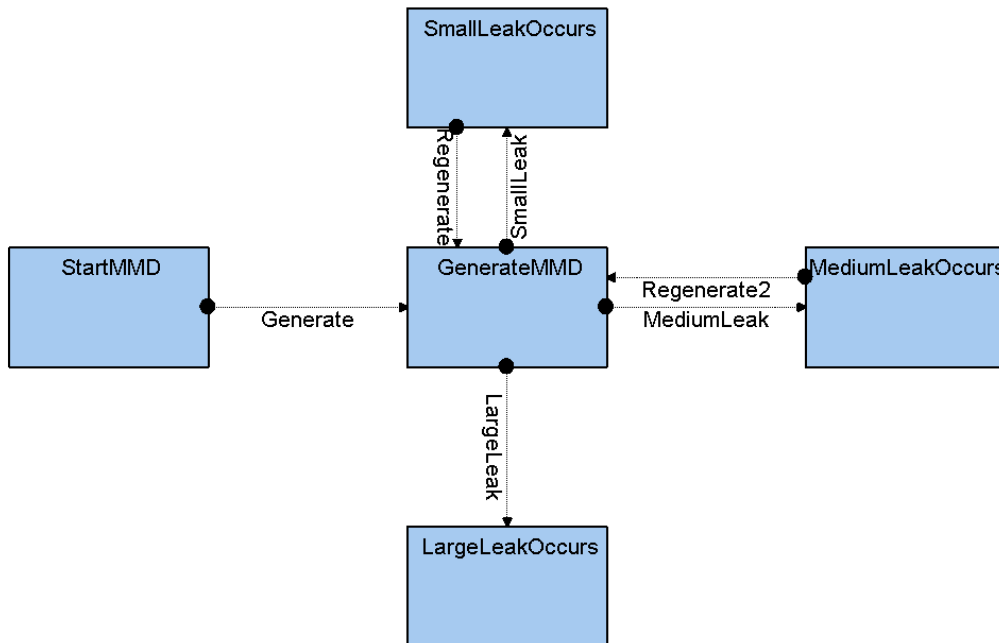 SmallLeakOccurs
Regenerate
SmallLeak
StartMMD
GenerateMMD
MediumLeakOccurs
Regenerate2
Generate
MediumLeak
LargeLeak
LargeLeakOccurs